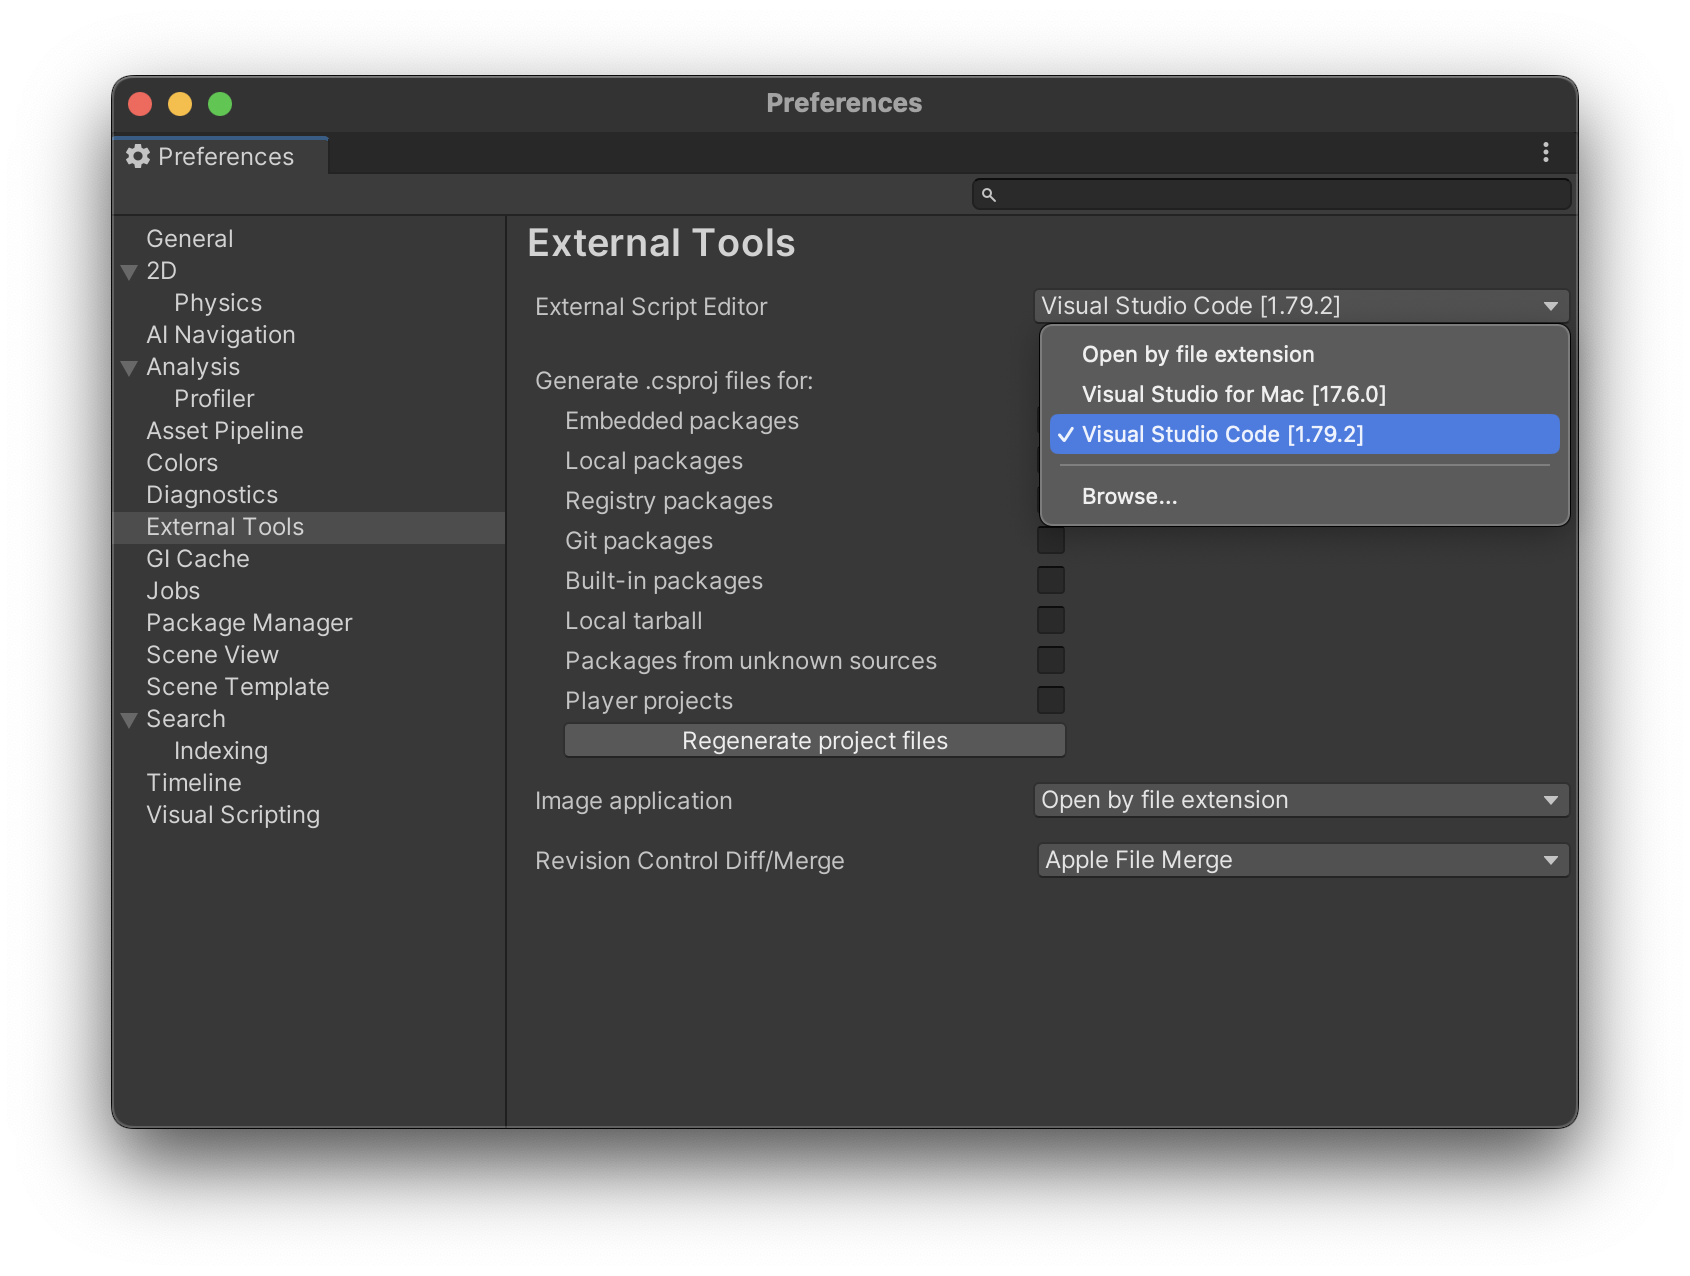 Preferences
Preferences
General
2D
Physics
AI Navigation
Analysis
Profiler
Asset Pipeline
Colors
Diagnostics
External Tools
GI Cache
Jobs
Package Manager
Scene View
Scene Template
Search
Indexing
Timeline
Visual Scripting
External Tools
External Script Editor
Visual Studio Code [1.79.2]
Open by file extension
Visual Studio for Mac [17.6.0]
Visual Studio Code [1.79.2]
Browse...
Generate .csproj files for:
Embedded packages
Local packages
Registry packages
Git packages
Built-in packages
Local tarball
Packages from unknown sources
Player projects
Regenerate project files
Image application
Open by file extension
Revision Control Diff/Merge
Apple File Merge